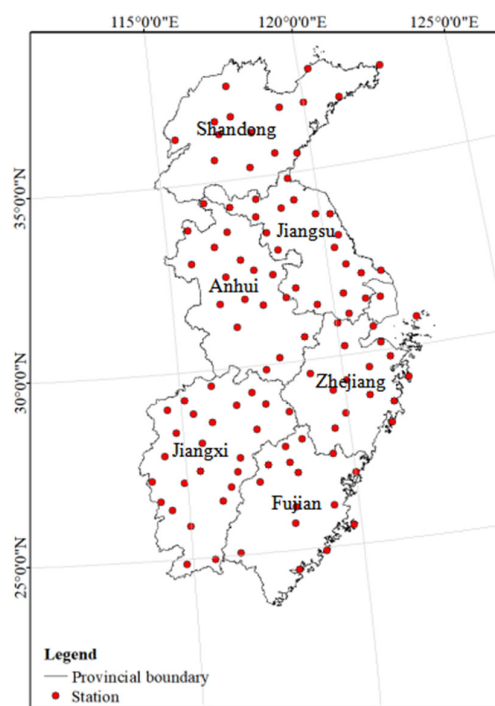 115°0'0"E 120°0'0"E 125°0'0"E
35°0'0"N
30°0'0"N
25°0'0"N
Shandong
Jiangsu
Anhui
Zhejiang
Jiangxi
Fujian
Legend
Provincial boundary
Station